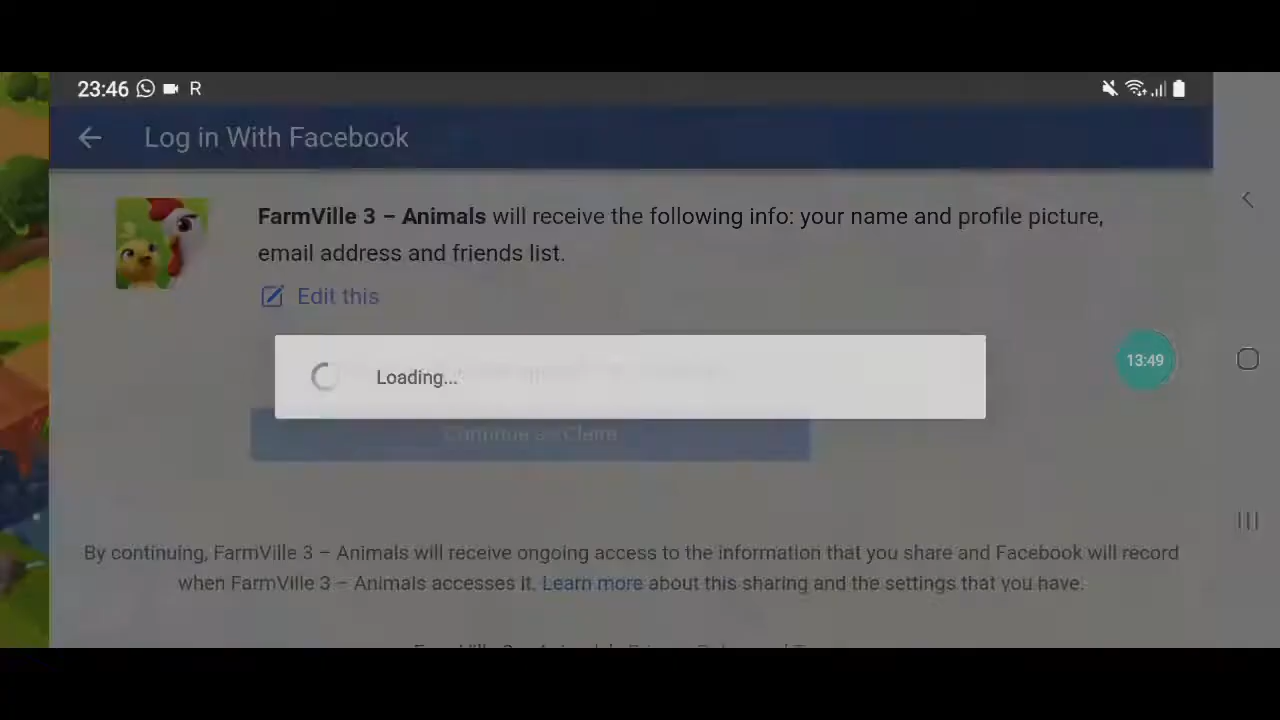 23:46 R
Log in With Facebook
FarmVille 3 – Animals will receive the following info: your name and profile picture,
email address and friends list.
Edit this
13:49
Loading...
Continue as Claire
By continuing, FarmVille 3 – Animals will receive ongoing access to the information that you share and Facebook will record
when FarmVille 3 – Animals accesses it. Learn more about this sharing and the settings that you have.